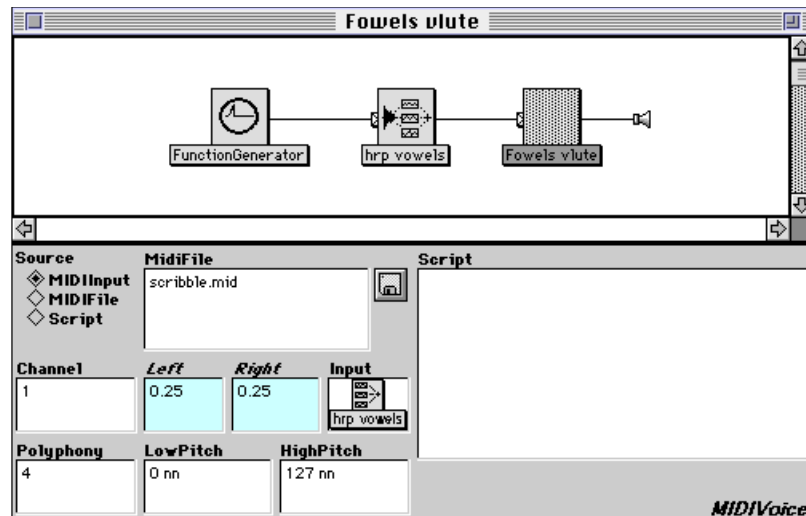 Fowels vlute
FunctionGenerator
hrp vowels
Fowels vlute
Source
MIDIInput
MIDIFile
Script
MidiFile
scribble.mid
Script
Channel
1
Left
0.25
Right
0.25
Input
hrp vowels
Polyphony
4
LowPitch
0 nn
HighPitch
127 nn
MIDIVoice